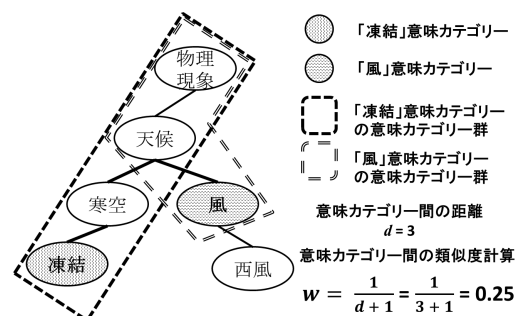 物理
現象
天候
寒空
風
凍結
西風
「凍結」意味カテゴリー
「風」意味カテゴリー
「凍結」意味カテゴリー
の意味カテゴリー群
「風」意味カテゴリー
の意味カテゴリー群
意味カテゴリー間の距離
d = 3
意味カテゴリー間の類似度計算
w = 1/(d + 1) = 1/(3 + 1) = 0.25